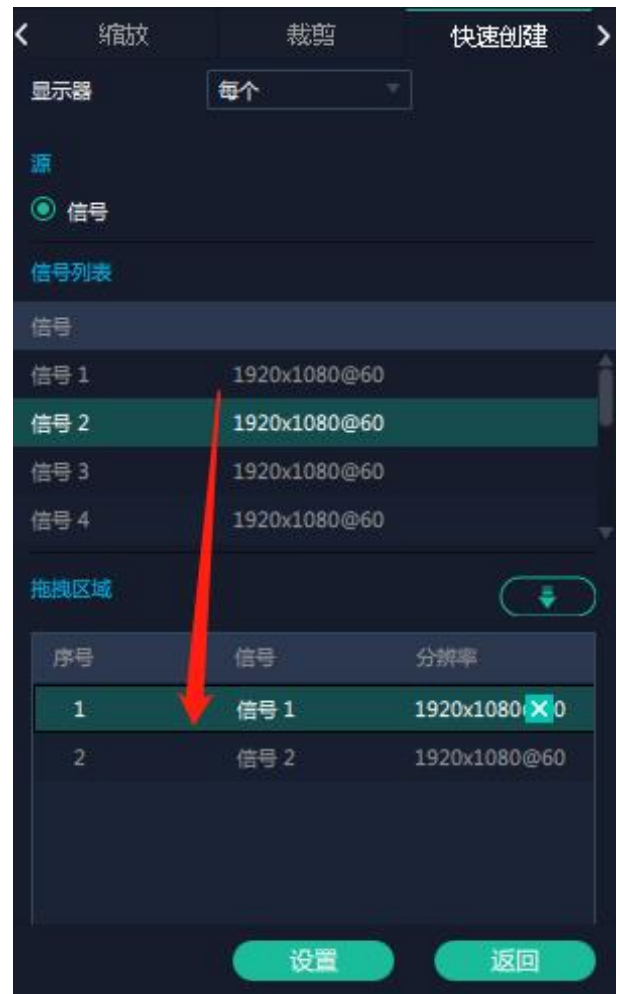 缩放 裁剪 快速创建
显示器 每个
源
信号
信号列表
信号
信号 1 1920x1080@60
信号 2 1920x1080@60
信号 3 1920x1080@60
信号 4 1920x1080@60
拖拽区域
序号 信号 分辨率
1 信号 1 1920x1080 0
2 信号 2 1920x1080@60
设置 返回